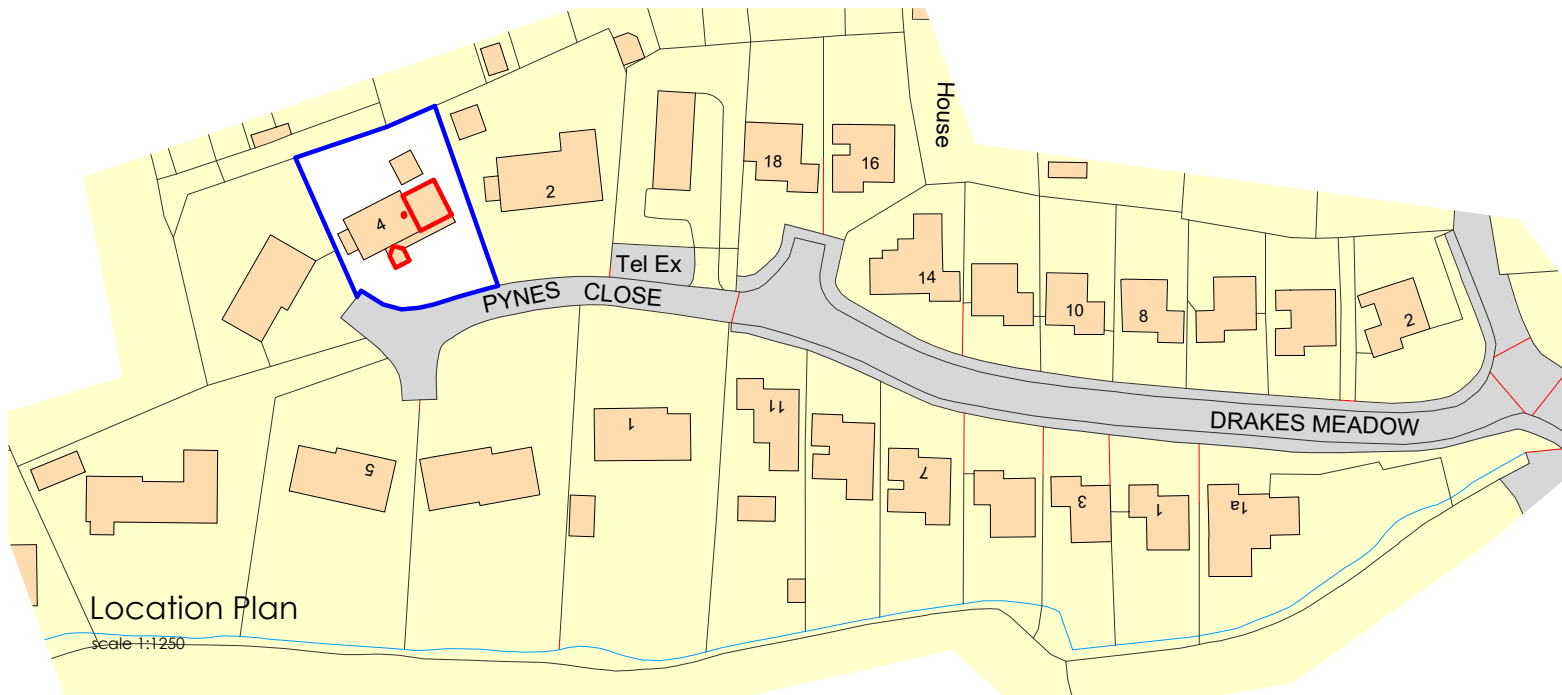 House
18
16
2
4
Tel Ex
14
PYNES CLOSE
10
8
2
11
1
DRAKES MEADOW
5
7
3
1
1a
Location Plan
scale 1:1250